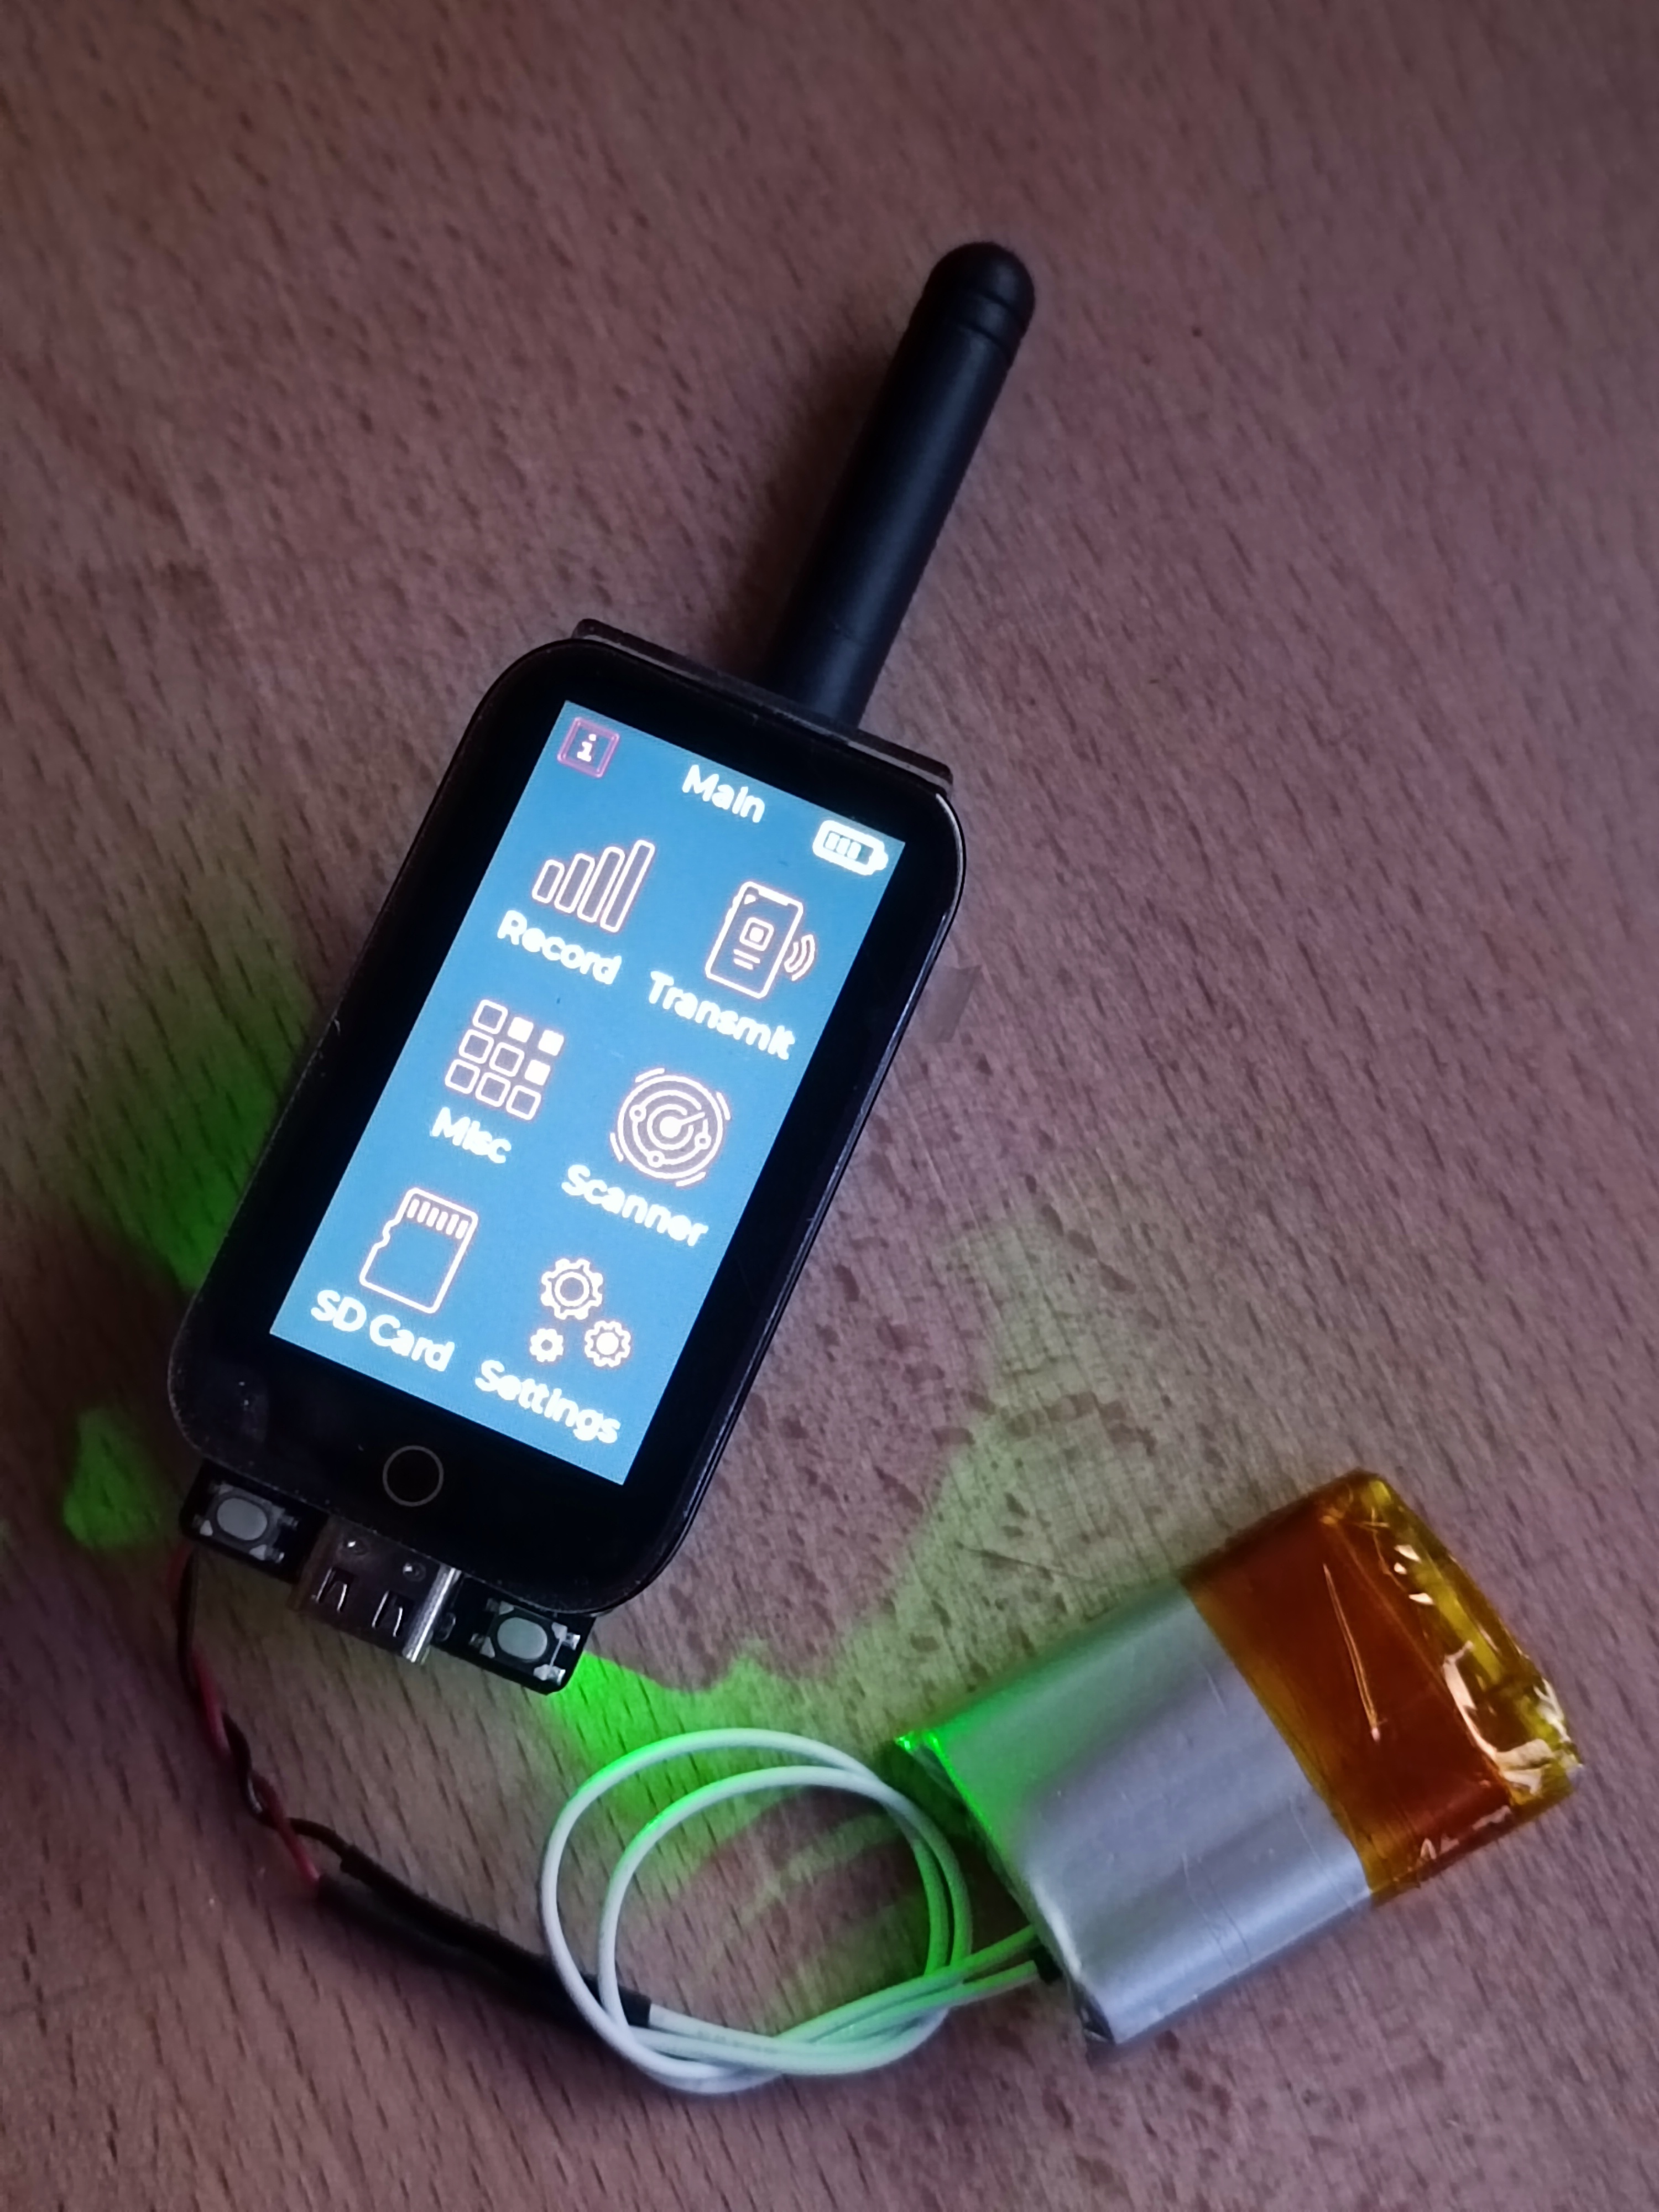 i
Main
Record
Transmit
Misc
Scanner
SD Card
Settings